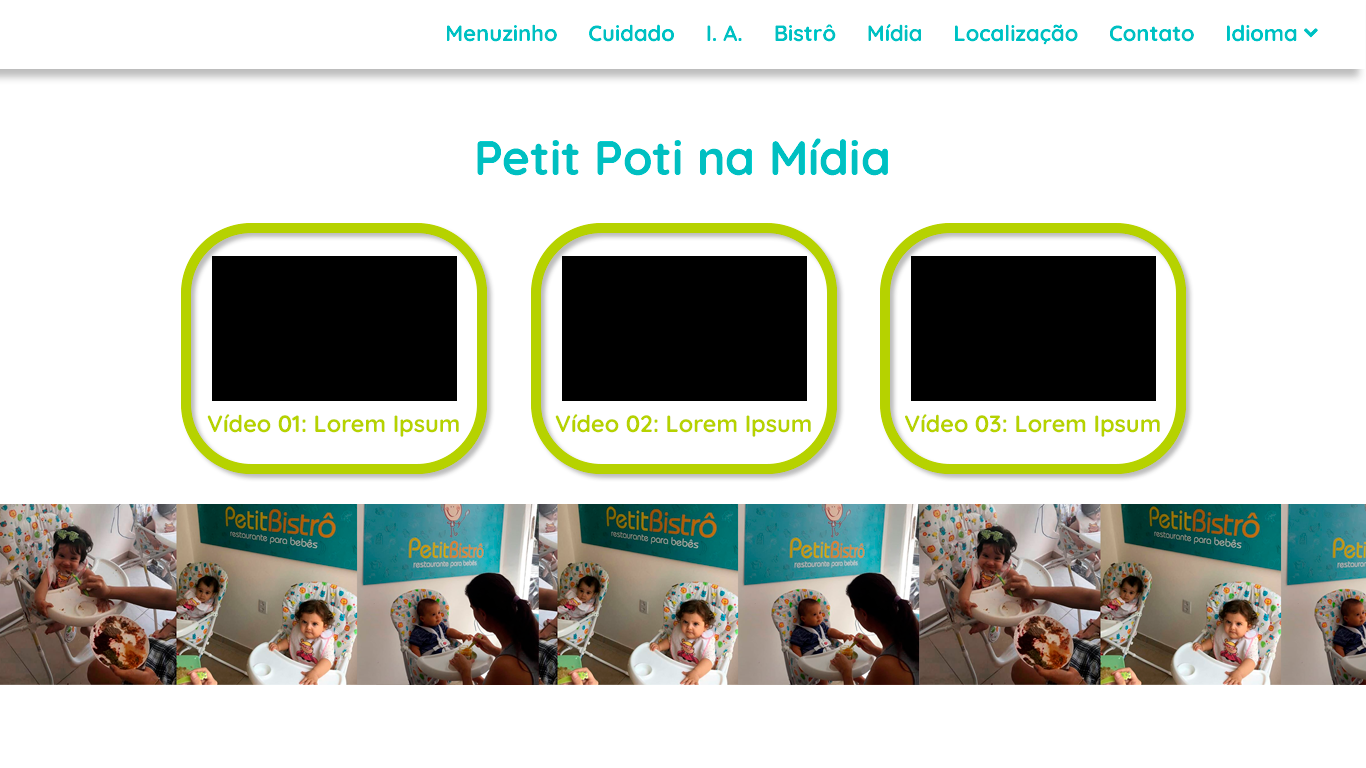 Menuzinho Cuidado I. A. Bistrô Mídia Localização Contato Idioma
Petit Poti na Mídia
Vídeo 01: Lorem Ipsum
Vídeo 02: Lorem Ipsum
Vídeo 03: Lorem Ipsum
PetitBistrô
restaurante para bebês
PetitBistrô
restaurante para bebês
PetitBistrô
restaurante para bebês
PetitBistrô
restaurante para bebês
PetitBistrô
restaurante para bebês
Petit
restaura